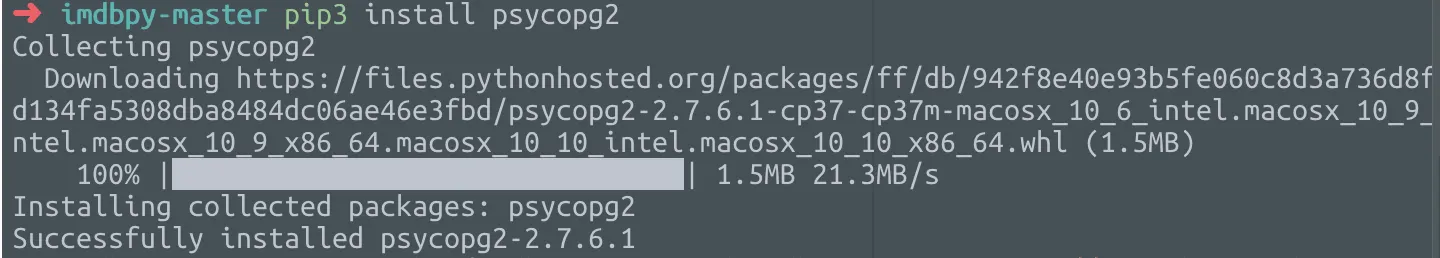 ➜ imdbpy-master pip3 install psycopg2
Collecting psycopg2
  Downloading https://files.pythonhosted.org/packages/ff/db/942f8e40e93b5fe060c8d3a736d8f
d134fa5308dba8484dc06ae46e3fbd/psycopg2-2.7.6.1-cp37-cp37m-macosx_10_6_intel.macosx_10_9_
ntel.macosx_10_9_x86_64.macosx_10_10_intel.macosx_10_10_x86_64.whl (1.5MB)
    100% |████████████████████████████████| 1.5MB 21.3MB/s
Installing collected packages: psycopg2
Successfully installed psycopg2-2.7.6.1